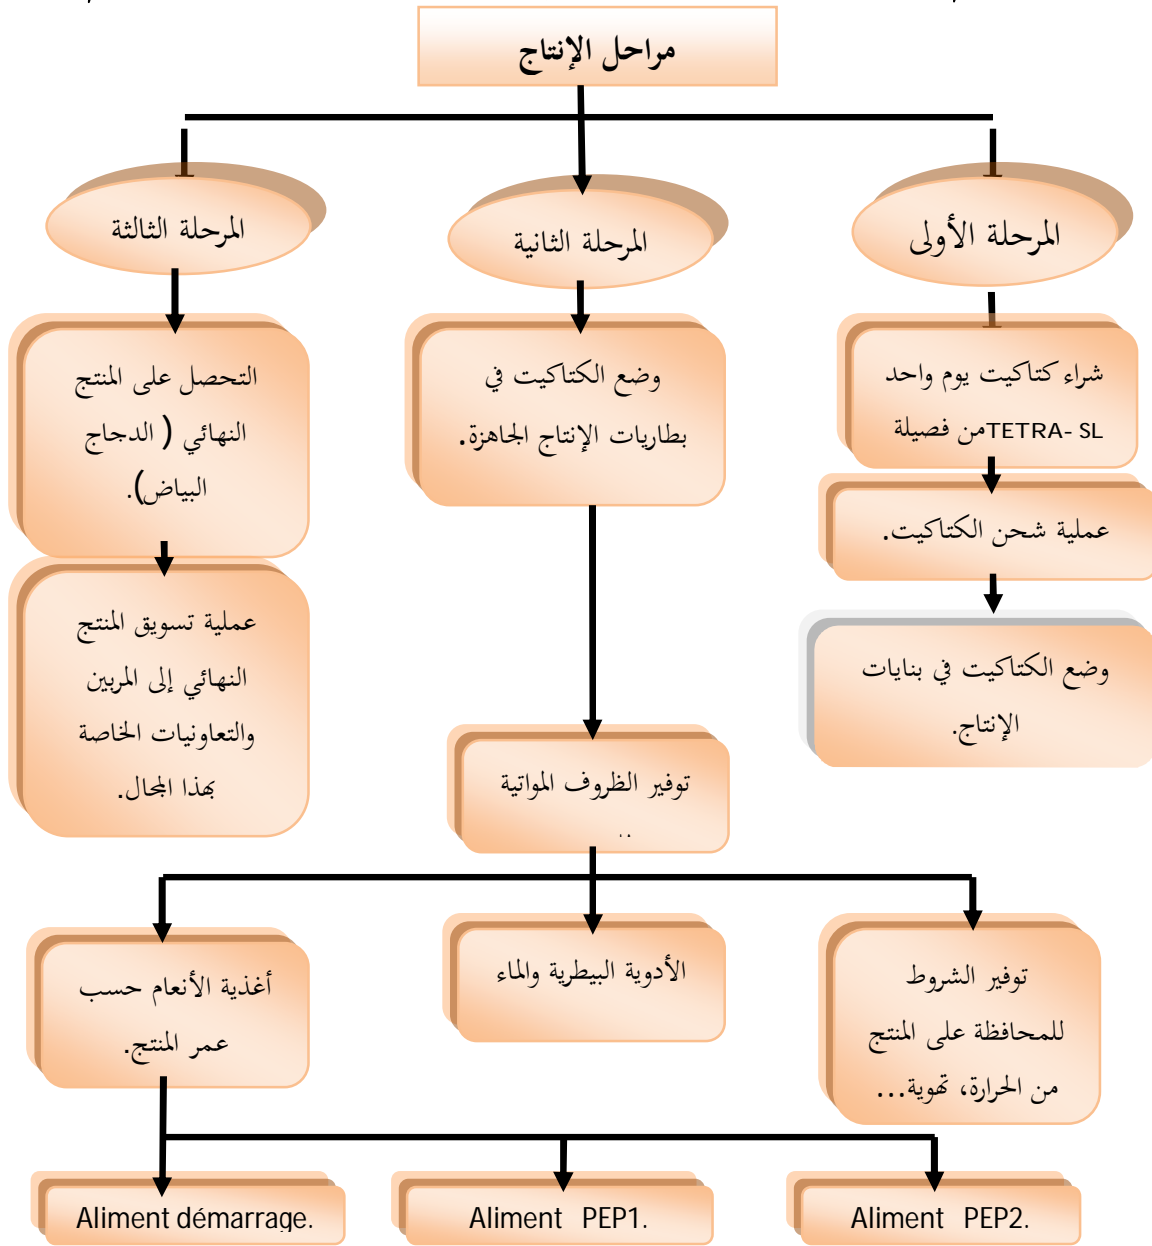 مراحل الإنتاج
المرحلة الأولى
المرحلة الثانية
المرحلة الثالثة
شراء كتاكيت يوم واحد
من فصيلة TETRA- SL
عملية شحن الكتاكيت.
وضع الكتاكيت في بنايات
الإنتاج.
وضع الكتاكيت في
بطاريات الإنتاج الجاهزة.
التحصل على المنتج
النهائي ( الدجاج
البياض).
عملية تسويق المنتج
النهائي إلى المربين
والتعاونيات الخاصة
بهذا المجال.
توفير الظروف المواتية
توفير الشروط
للمحافظة على المنتج
من الحرارة، تهوية...
الأدوية البيطرية والماء
أغذية الأنعام حسب
عمر المنتج.
Aliment démarrage.
Aliment PEP1.
Aliment PEP2.